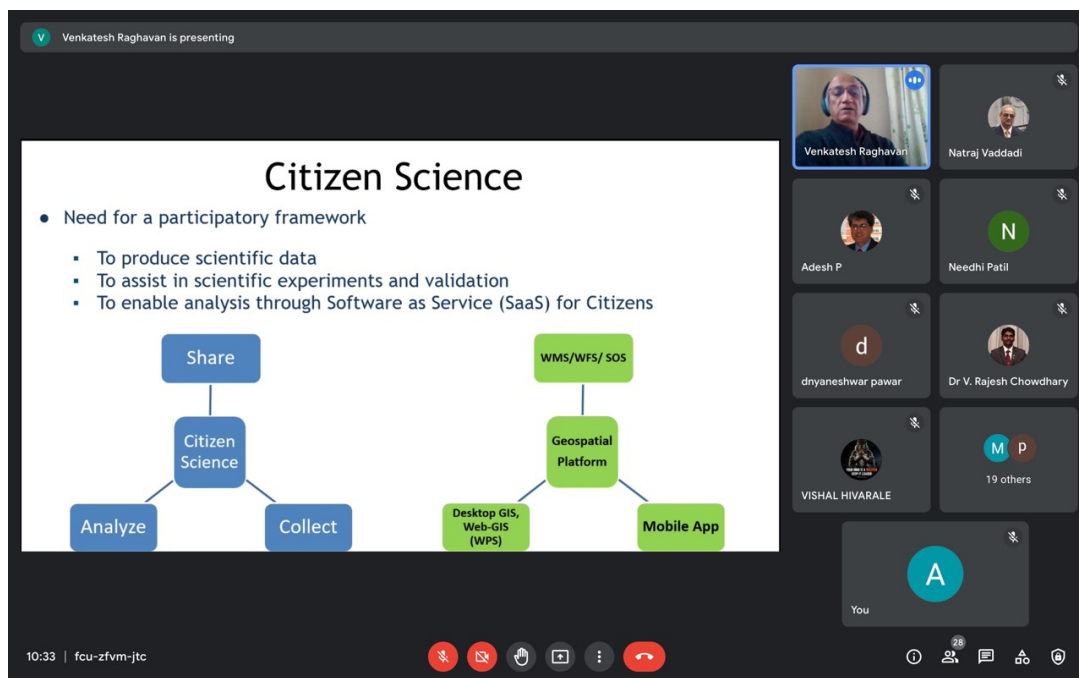 V Venkatesh Raghavan is presenting
Citizen Science
Need for a participatory framework
To produce scientific data
To assist in scientific experiments and validation
To enable analysis through Software as Service (SaaS) for Citizens
Share
Citizen
Science
Analyze
Collect
WMS/WFS/ SOS
Geospatial
Platform
Desktop GIS,
Web-GIS
(WPS)
Mobile App
Venkatesh Raghavan
Natraj Vaddadi
Adesh P
N
Needhi Patil
d
dnyaneshwar pawar
Dr V. Rajesh Chowdhary
VISHAL HIVARALE
M p
19 others
A
You
10:33 | fcu-zfvm-jtc
28